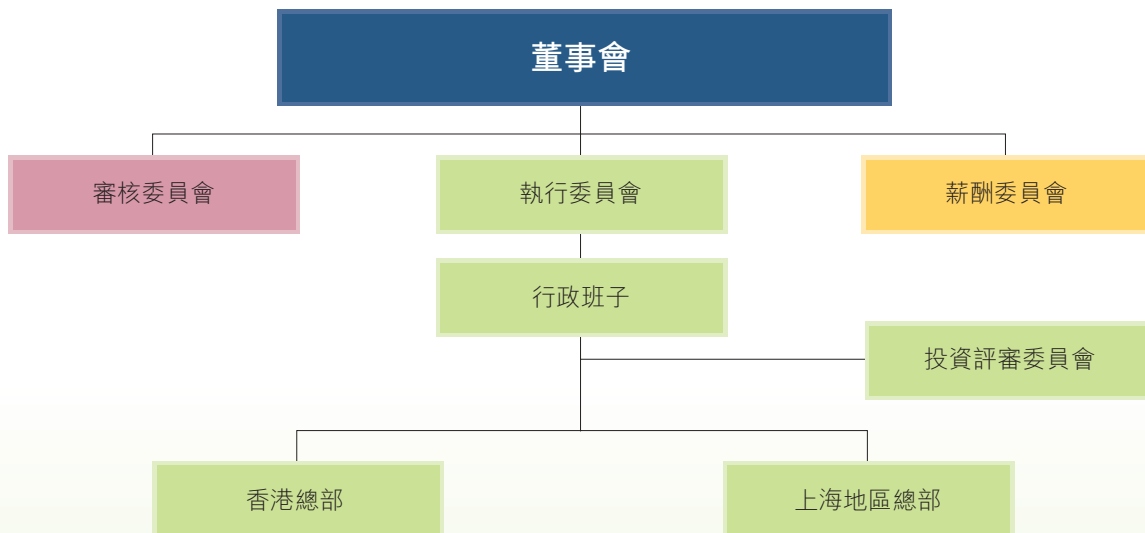 董事會
審核委員會
執行委員會
薪酬委員會
行政班子
投資評審委員會
香港總部
上海地區總部